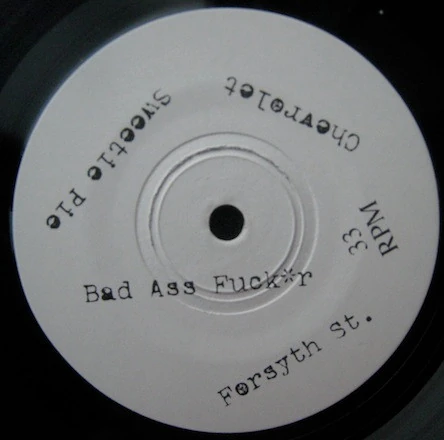 Sweetie Pie
Chevrolet
33
RPM
Bad Ass Fuck*r
Forsyth St.